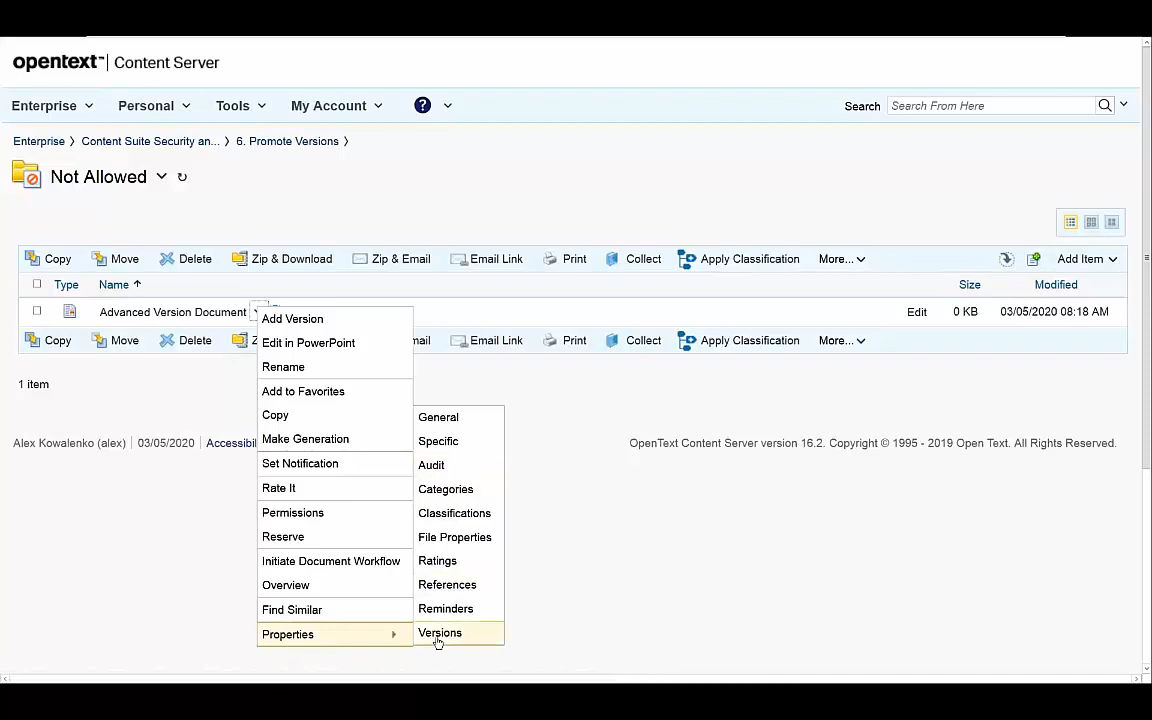 opentext™ | Content Server
Enterprise Personal Tools My Account ? Search Search From Here
Enterprise 〉 Content Suite Security an... 〉 6. Promote Versions 〉
Not Allowed
Copy Move Delete Zip & Download Zip & Email Email Link Print Collect Apply Classification More... Add Item
Type Name Size Modified
Advanced Version Document Edit 0 KB 03/05/2020 08:18 AM
Add Version
Copy Move Delete Email Link Print Collect Apply Classification More...
Edit in PowerPoint
Rename
1 item
Add to Favorites
Copy
Make Generation
Alex Kowalenko (alex) | 03/05/2020 | Accessibil
OpenText Content Server version 16.2. Copyright © 1995 - 2019 Open Text. All Rights Reserved.
Set Notification
Rate It
Permissions
Reserve
Initiate Document Workflow
Overview
Find Similar
Properties
General
Specific
Audit
Categories
Classifications
File Properties
Ratings
References
Reminders
Versions